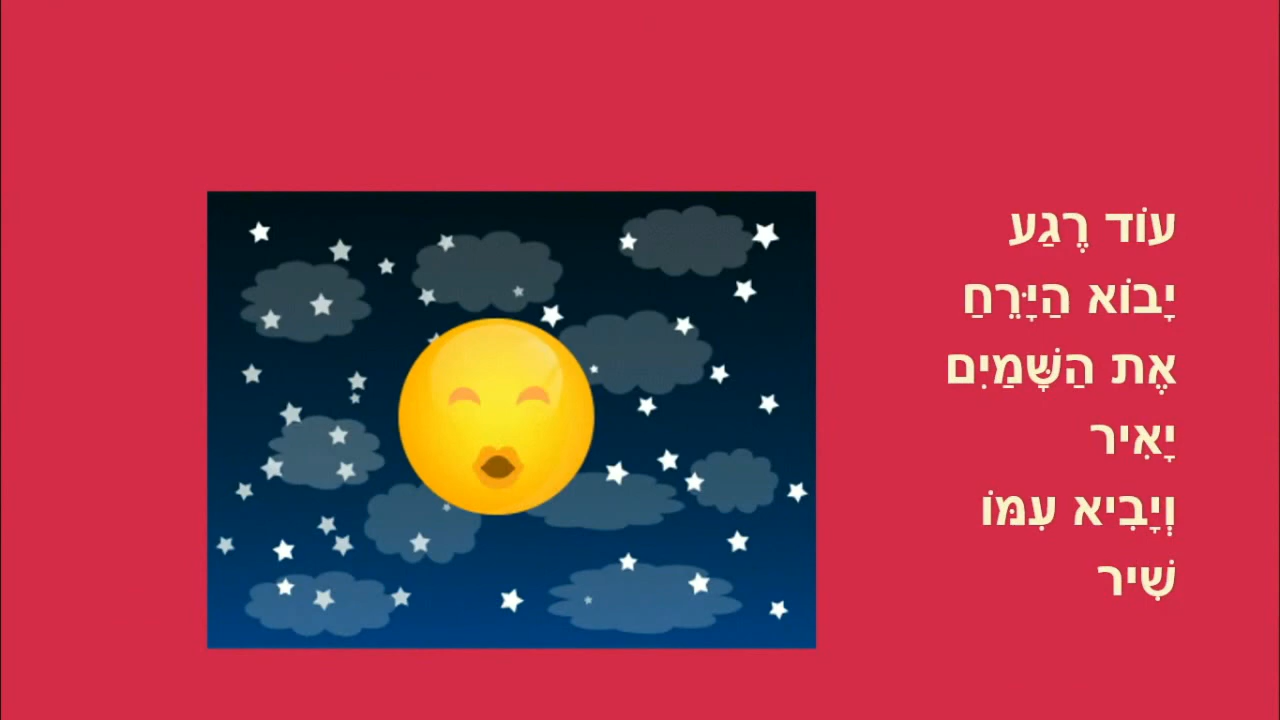 עוֹד רֶגַע
יָבוֹא הַיָּרֵחַ
אֶת הַשָּׁמַיִם
יָאִיר
וְיָבִיא עִמּוֹ
שִׁיר